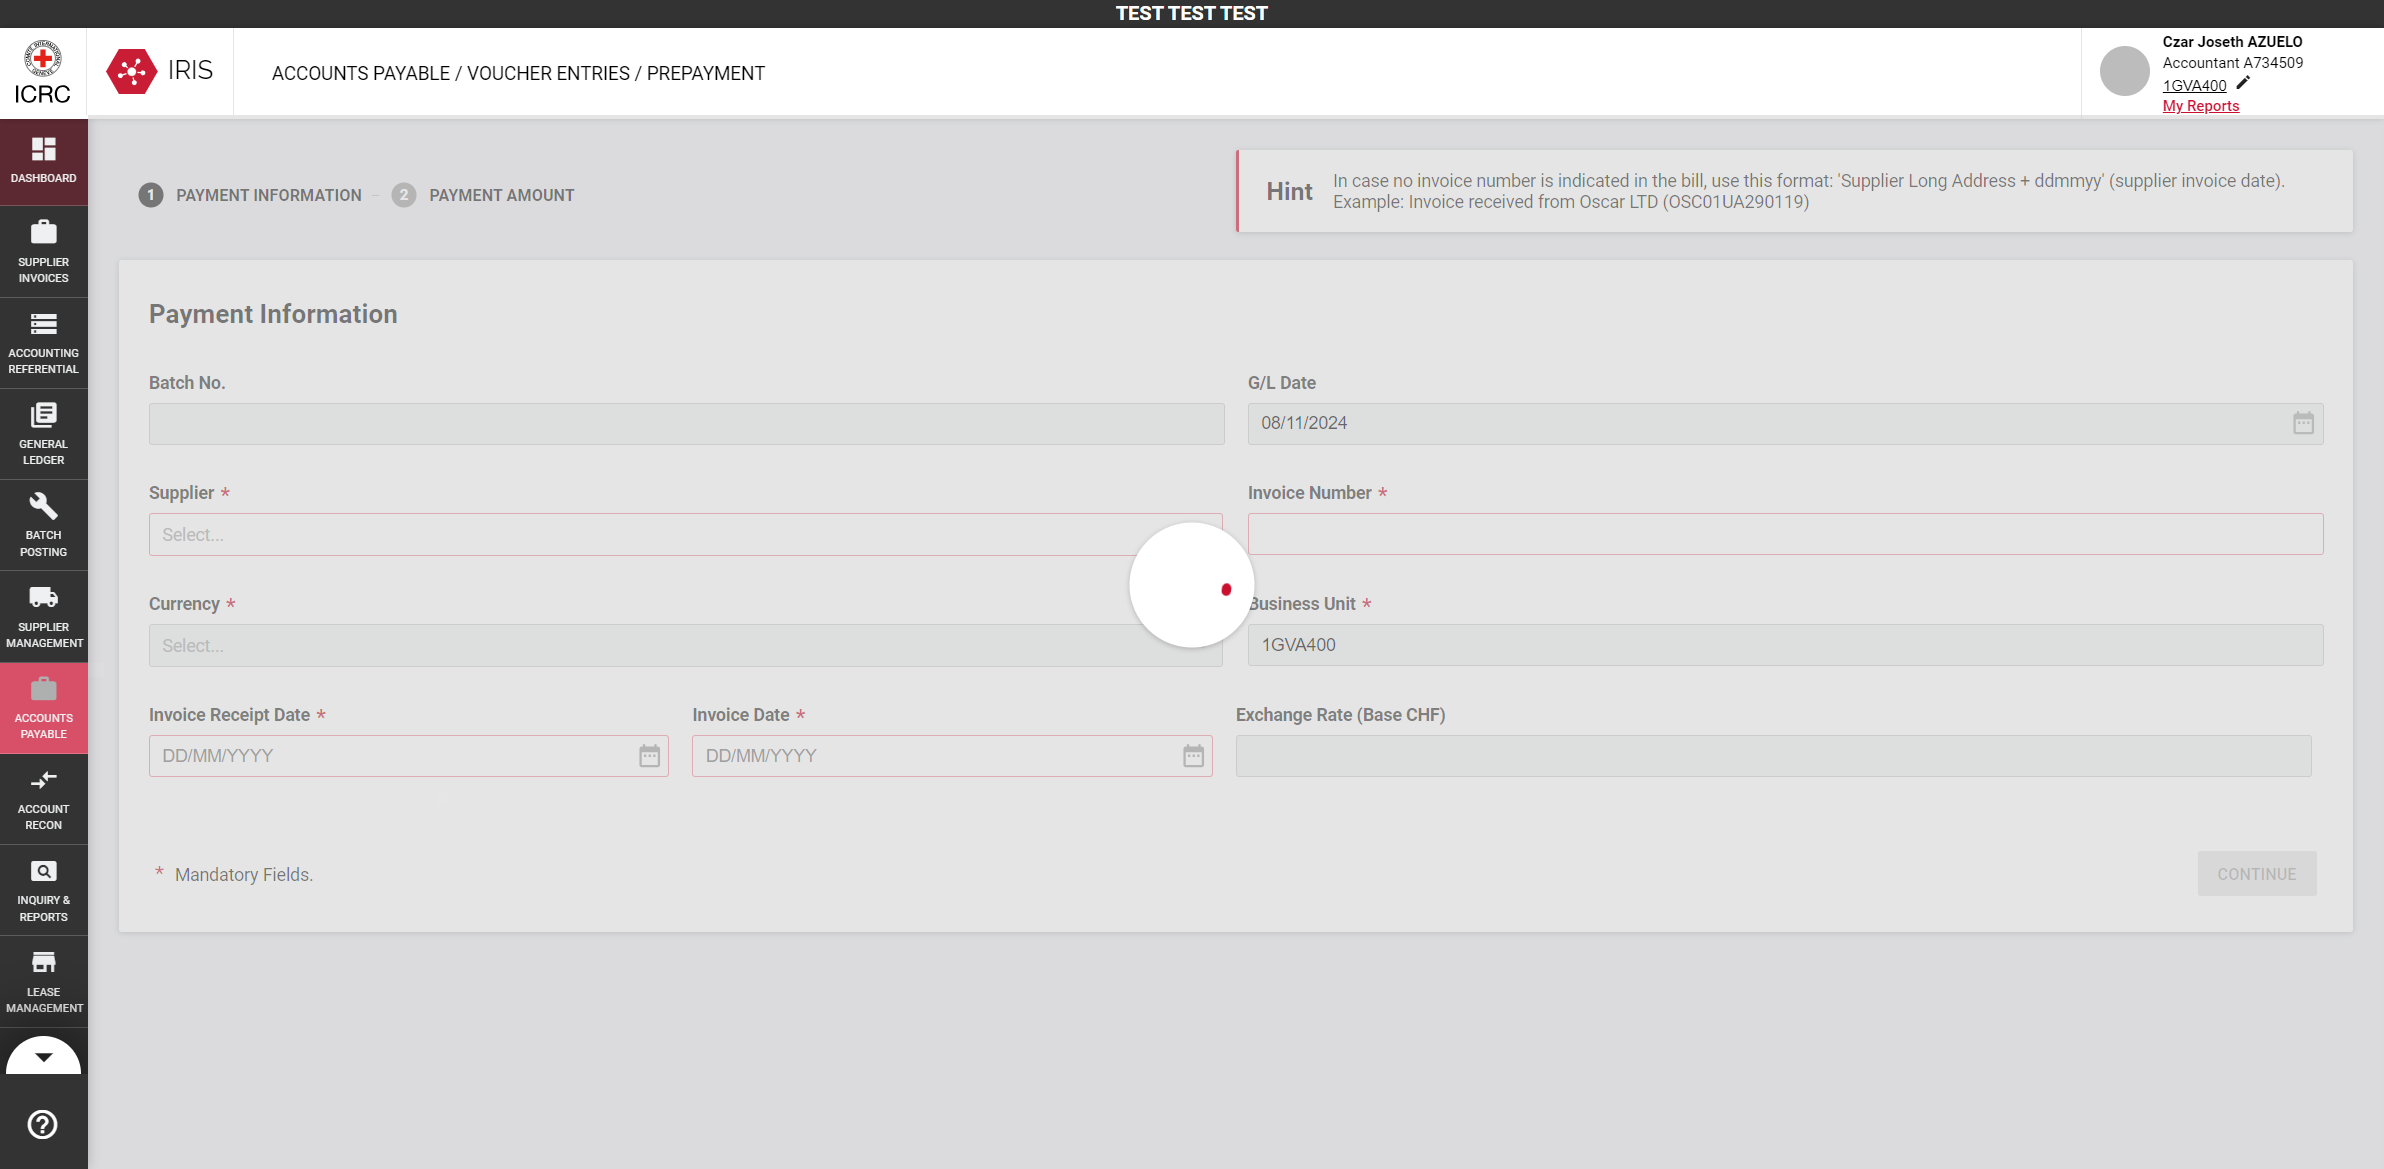 TEST TEST TEST
ICRC
IRIS
ACCOUNTS PAYABLE / VOUCHER ENTRIES / PREPAYMENT
Czar Joseth AZUELO
Accountant A734509
1GVA400
My Reports
DASHBOARD
SUPPLIER
INVOICES
ACCOUNTING
REFERENTIAL
GENERAL
LEDGER
BATCH
POSTING
SUPPLIER
MANAGEMENT
ACCOUNTS
PAYABLE
ACCOUNT
RECON
INQUIRY &
REPORTS
LEASE
MANAGEMENT
1 PAYMENT INFORMATION - 2 PAYMENT AMOUNT
Hint
In case no invoice number is indicated in the bill, use this format: 'Supplier Long Address + ddmmyy' (supplier invoice date).
Example: Invoice received from Oscar LTD (OSC01UA290119)
Payment Information
Batch No.
G/L Date
08/11/2024
Supplier *
Select...
Invoice Number *
Currency *
Select...
Business Unit *
1GVA400
Invoice Receipt Date *
DD/MM/YYYY
Invoice Date *
DD/MM/YYYY
Exchange Rate (Base CHF)
* Mandatory Fields.
CONTINUE